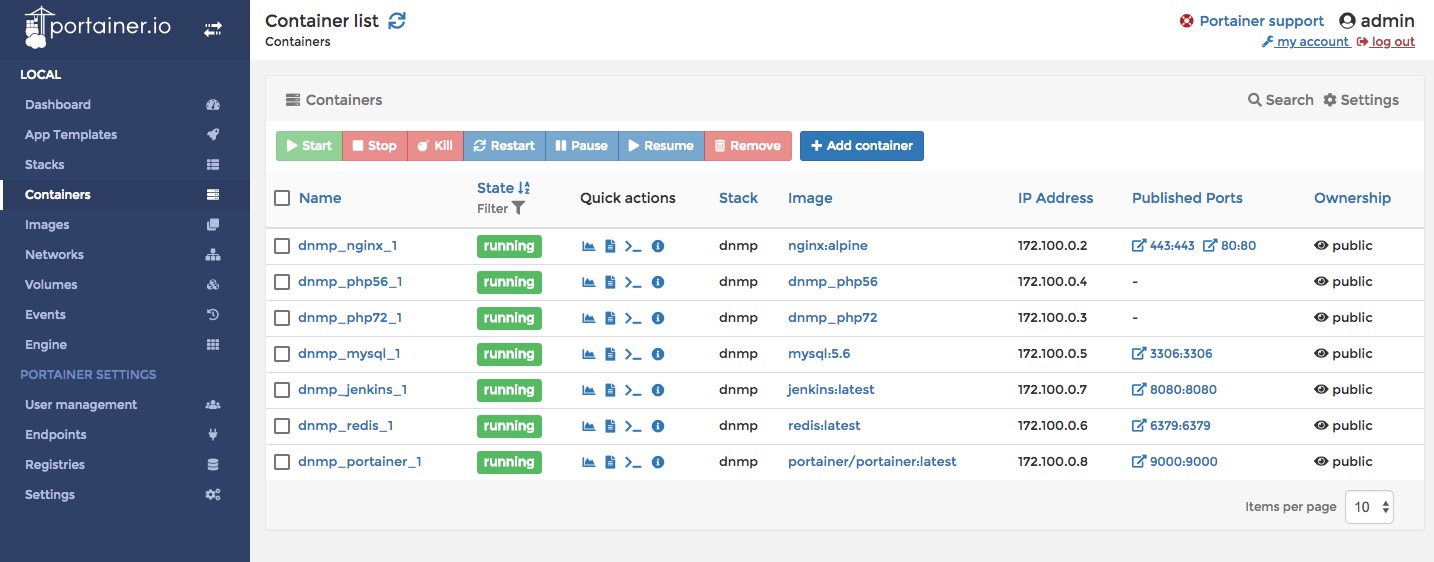 portainer.io
LOCAL
Dashboard
App Templates
Stacks
Containers
Images
Networks
Volumes
Events
Engine
PORTAINER SETTINGS
User management
Endpoints
Registries
Settings
Container list
Containers
Portainer support admin
my account log out
Containers
Search Settings
Start Stop Kill Restart Pause Resume Remove Add container
Name State Filter Quick actions Stack Image IP Address Published Ports Ownership
dnmp_nginx_1 running dnmp nginx:alpine 172.100.0.2 443:443 80:80 public
dnmp_php56_1 running dnmp dnmp_php56 172.100.0.4 - public
dnmp_php72_1 running dnmp dnmp_php72 172.100.0.3 - public
dnmp_mysql_1 running dnmp mysql:5.6 172.100.0.5 3306:3306 public
dnmp_jenkins_1 running dnmp jenkins:latest 172.100.0.7 8080:8080 public
dnmp_redis_1 running dnmp redis:latest 172.100.0.6 6379:6379 public
dnmp_portainer_1 running dnmp portainer/portainer:latest 172.100.0.8 9000:9000 public
Items per page 10